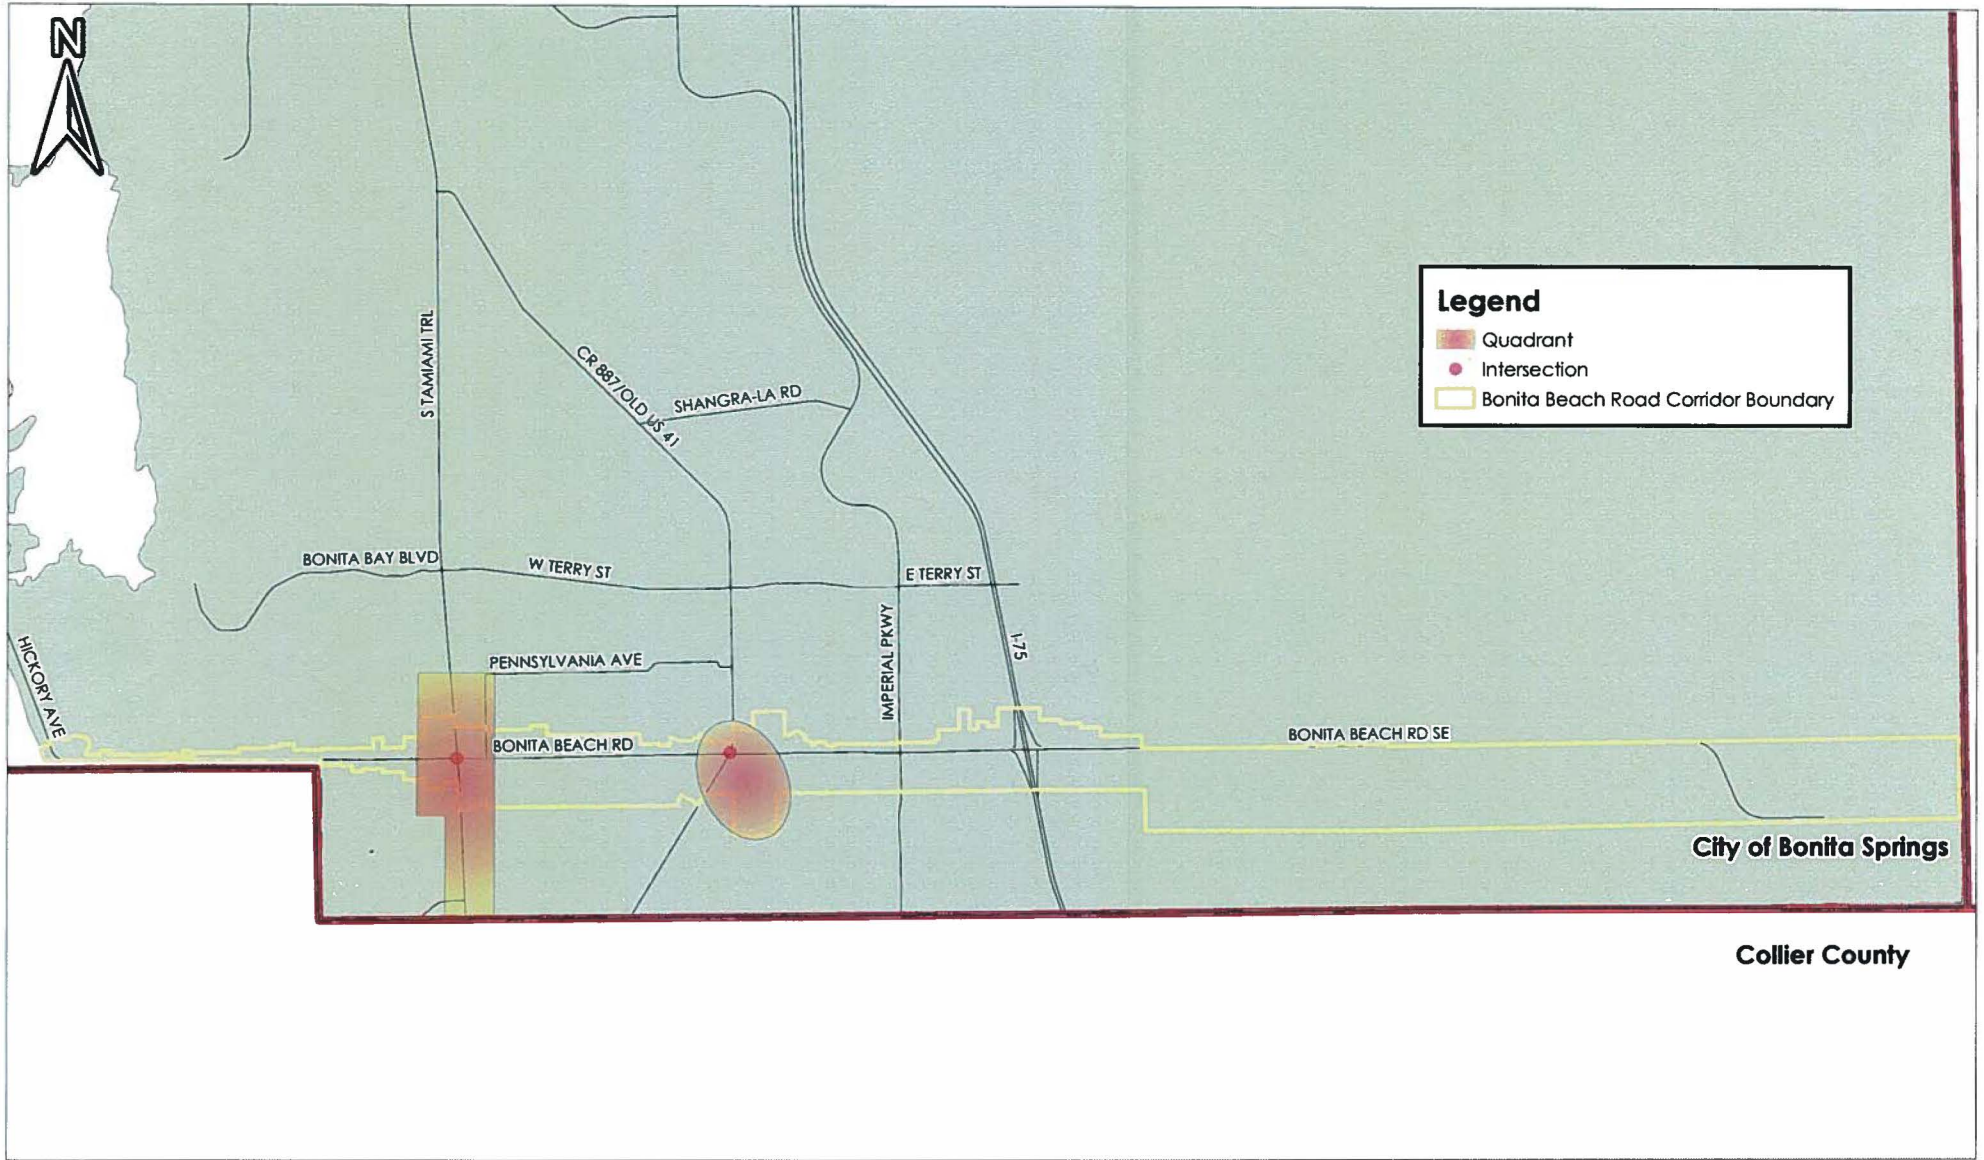 N
Legend
Quadrant
Intersection
Bonita Beach Road Corridor Boundary
S TAMIAMI TRL
CR 887/OLD US 41
SHANGRA-LA RD
BONITA BAY BLVD
W TERRY ST
E TERRY ST
HICKORY AVE
PENNSYLVANIA AVE
IMPERIAL PKWY
I-75
BONITA BEACH RD
BONITA BEACH RD SE
City of Bonita Springs
Collier County